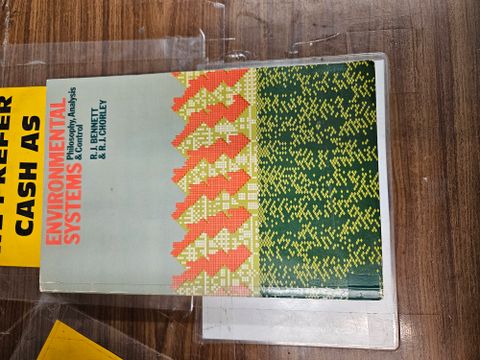 ENVIRONMENTAL
SYSTEMS
Philosophy, Analysis
& Control
R.J. BENNETT
& R.J. CHORLEY
PREFER
CASH AS